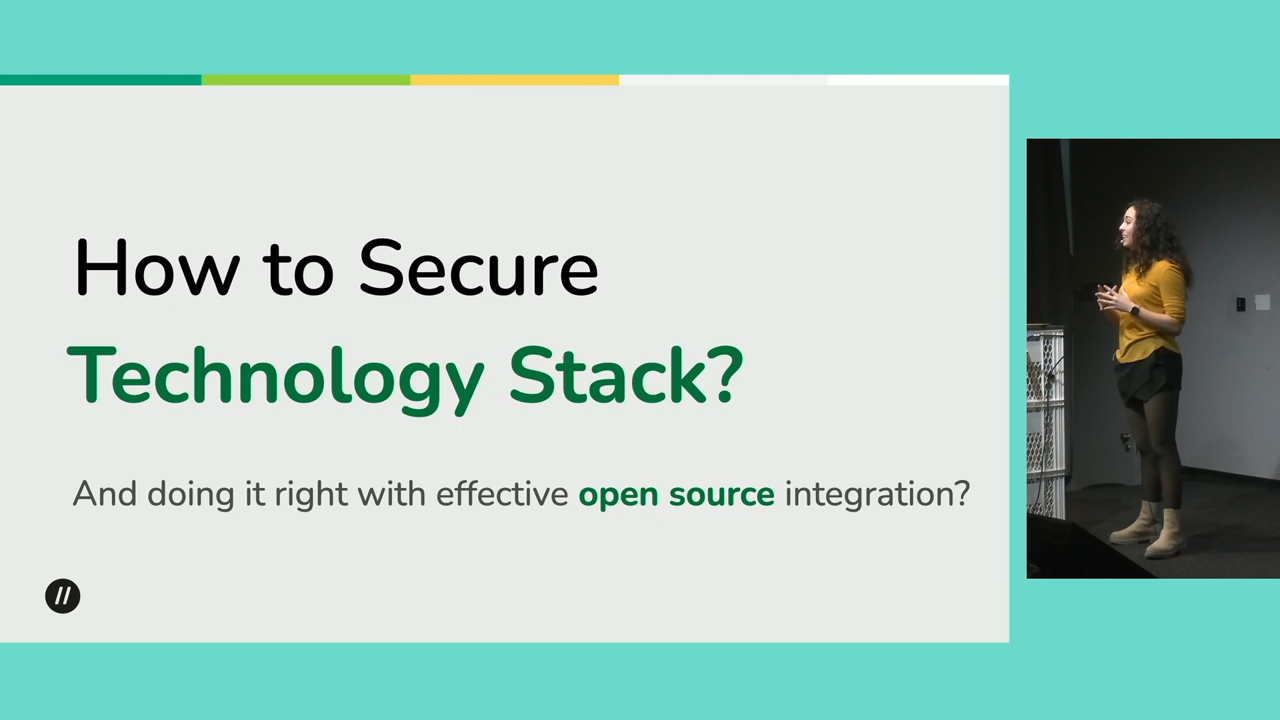 How to Secure
Technology Stack?
And doing it right with effective open source integration?
//